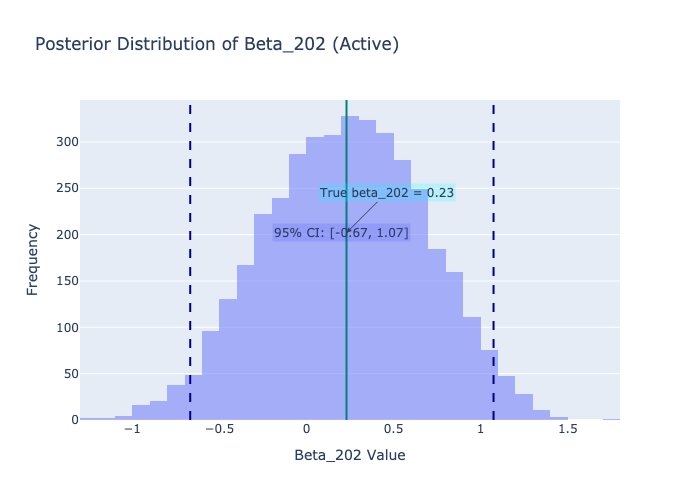 Posterior Distribution of Beta_202 (Active)
300
250
200
150
100
50
0
Frequency
True beta_202 = 0.23
95% CI: [-0.67, 1.07]
−1
−0.5
0
0.5
1
1.5
Beta_202 Value